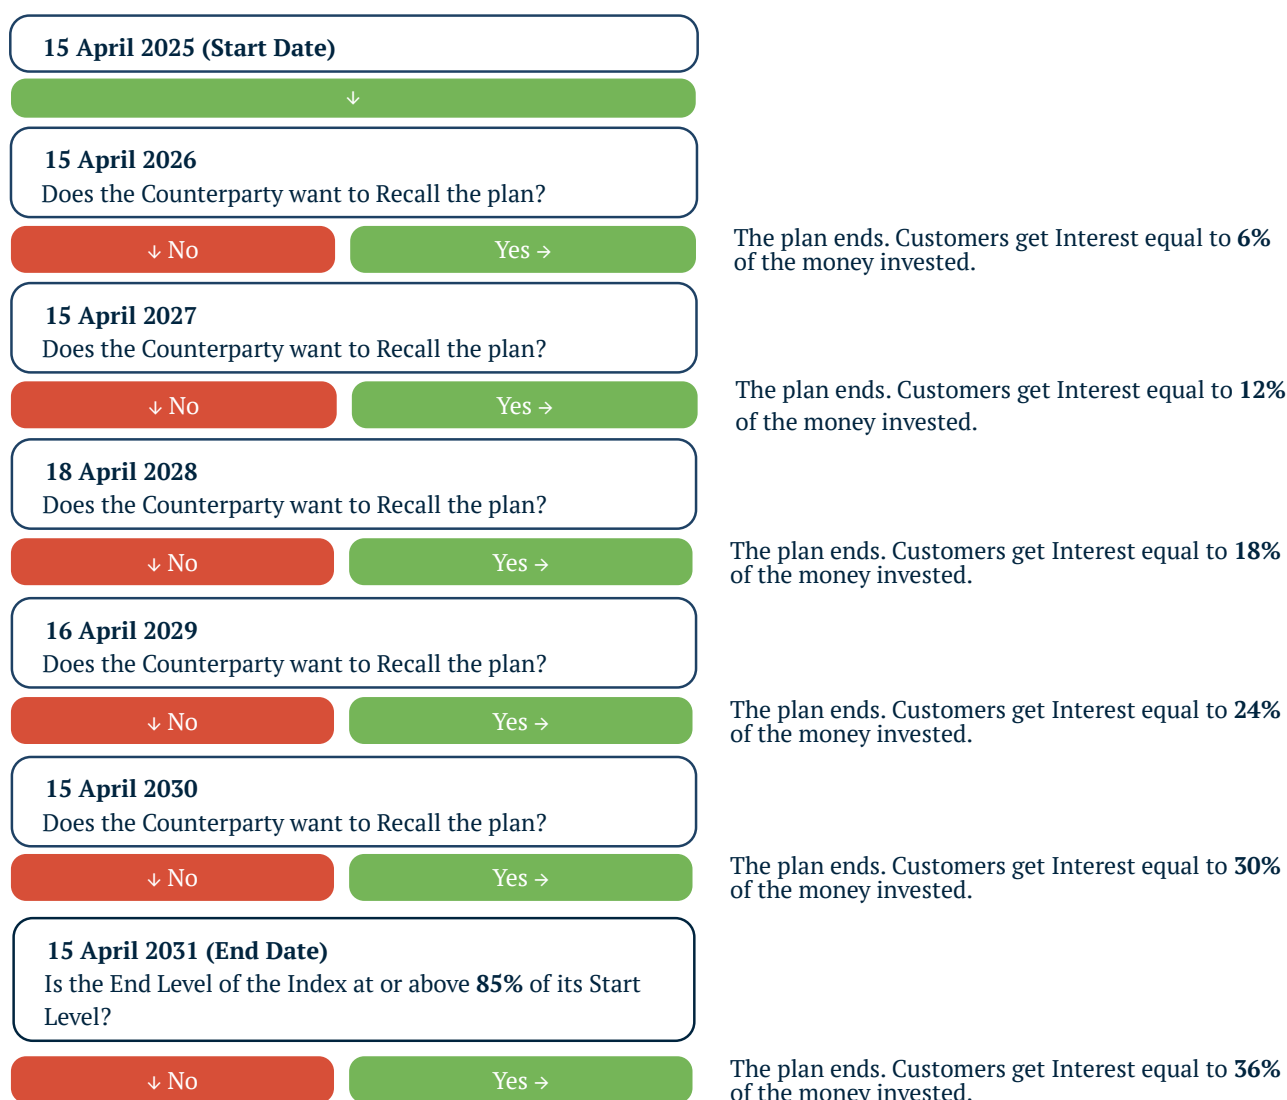 15 April 2025 (Start Date)
↓
15 April 2026
Does the Counterparty want to Recall the plan?
↓ No
Yes →
The plan ends. Customers get Interest equal to 6%
of the money invested.
15 April 2027
Does the Counterparty want to Recall the plan?
↓ No
Yes →
The plan ends. Customers get Interest equal to 12%
of the money invested.
18 April 2028
Does the Counterparty want to Recall the plan?
↓ No
Yes →
The plan ends. Customers get Interest equal to 18%
of the money invested.
16 April 2029
Does the Counterparty want to Recall the plan?
↓ No
Yes →
The plan ends. Customers get Interest equal to 24%
of the money invested.
15 April 2030
Does the Counterparty want to Recall the plan?
↓ No
Yes →
The plan ends. Customers get Interest equal to 30%
of the money invested.
15 April 2031 (End Date)
Is the End Level of the Index at or above 85% of its Start
Level?
↓ No
Yes →
The plan ends. Customers get Interest equal to 36%
of the money invested.